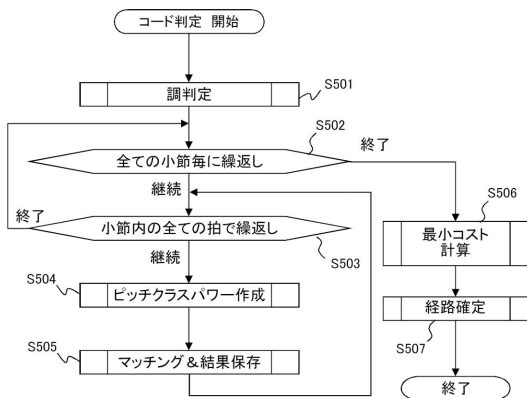 コード判定 開始
調判定
S501
全ての小節毎に繰返し
S502
終了
継続
小節内の全ての拍で繰返し
S503
終了
継続
S504
ピッチクラスパワー作成
S505
マッチング＆結果保存
S506
最小コスト
計算
経路確定
S507
終了